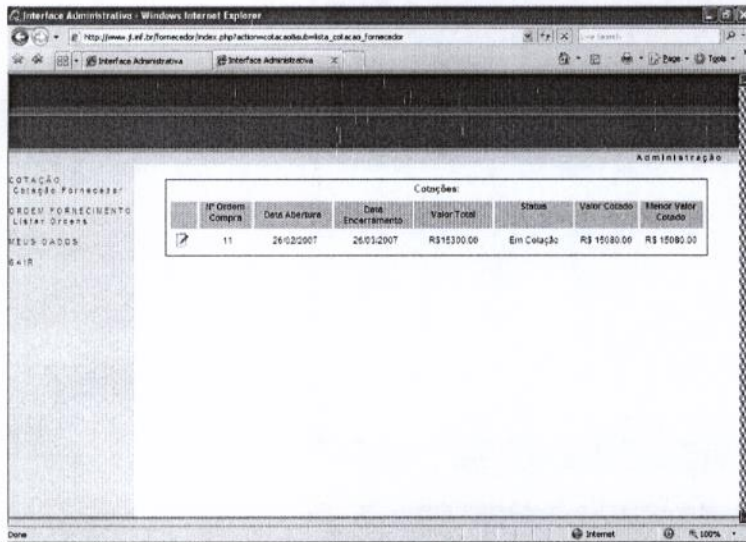 Interface Administrativa - Windows Internet Explorer
Interface Administrativa
Interface Administrativa
Page
Tools
Administração
COTAÇÃO
Cotação Fornecedor
ORDEM FORNECIMENTO
Listar Ordens
MEUS DADOS
SAIR
Cotações:
Nº Ordem Compra
Data Abertura
Data Encerramento
Valor Total
Status
Valor Cotado
Menor Valor Cotado
11
26/02/2007
26/03/2007
R$15300.00
Em Cotação
R$ 15080.00
R$ 15080.00
Done
Internet
100%